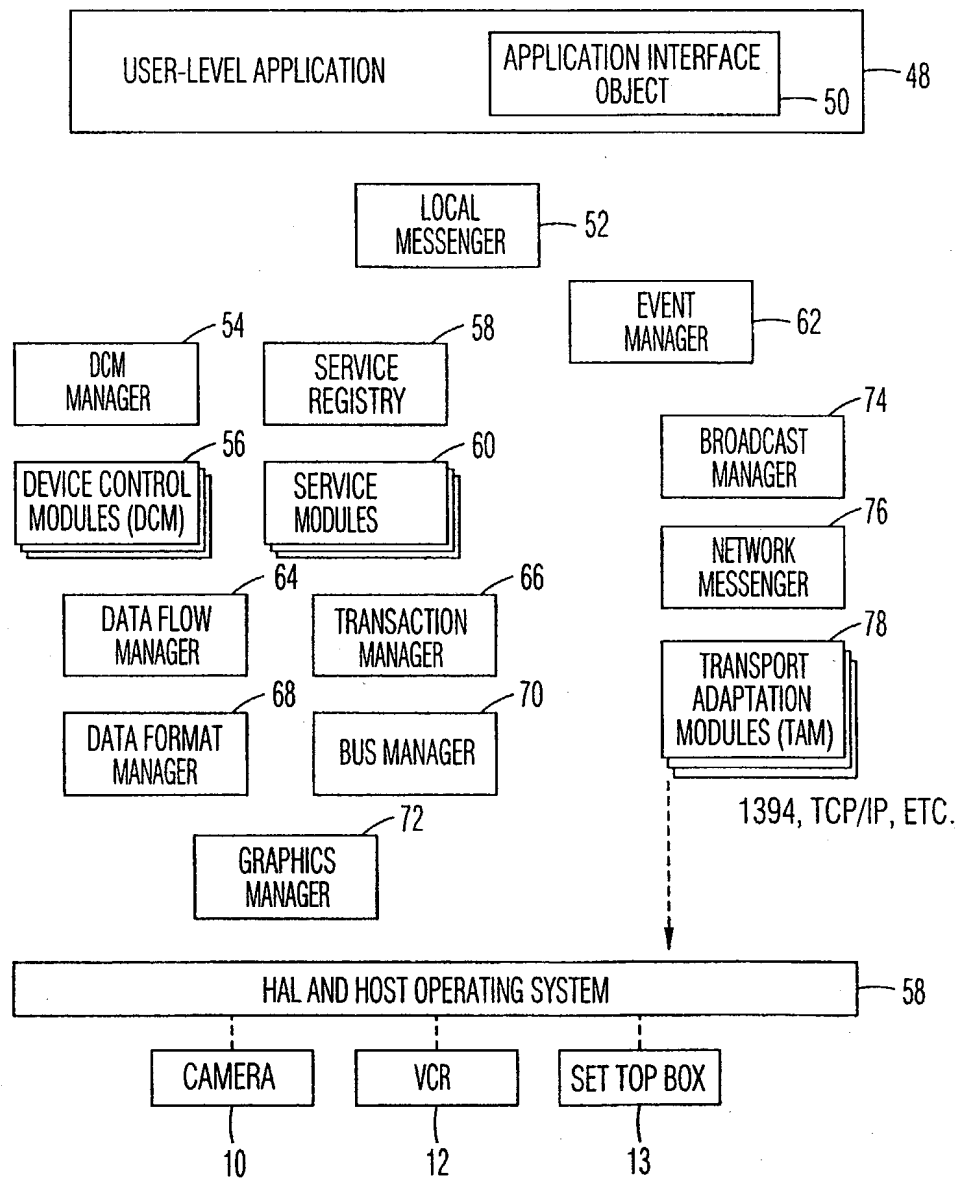 USER-LEVEL APPLICATION
APPLICATION INTERFACE
OBJECT
50
48
LOCAL
MESSENGER
52
EVENT
MANAGER
62
54
DCM
MANAGER
58
SERVICE
REGISTRY
74
BROADCAST
MANAGER
56
DEVICE CONTROL
MODULES (DCM)
60
SERVICE
MODULES
76
NETWORK
MESSENGER
64
DATA FLOW
MANAGER
66
TRANSACTION
MANAGER
78
TRANSPORT
ADAPTATION
MODULES (TAM)
68
DATA FORMAT
MANAGER
70
BUS MANAGER
1394, TCP/IP, ETC.
72
GRAPHICS
MANAGER
HAL AND HOST OPERATING SYSTEM
58
CAMERA
VCR
SET TOP BOX
10
12
13